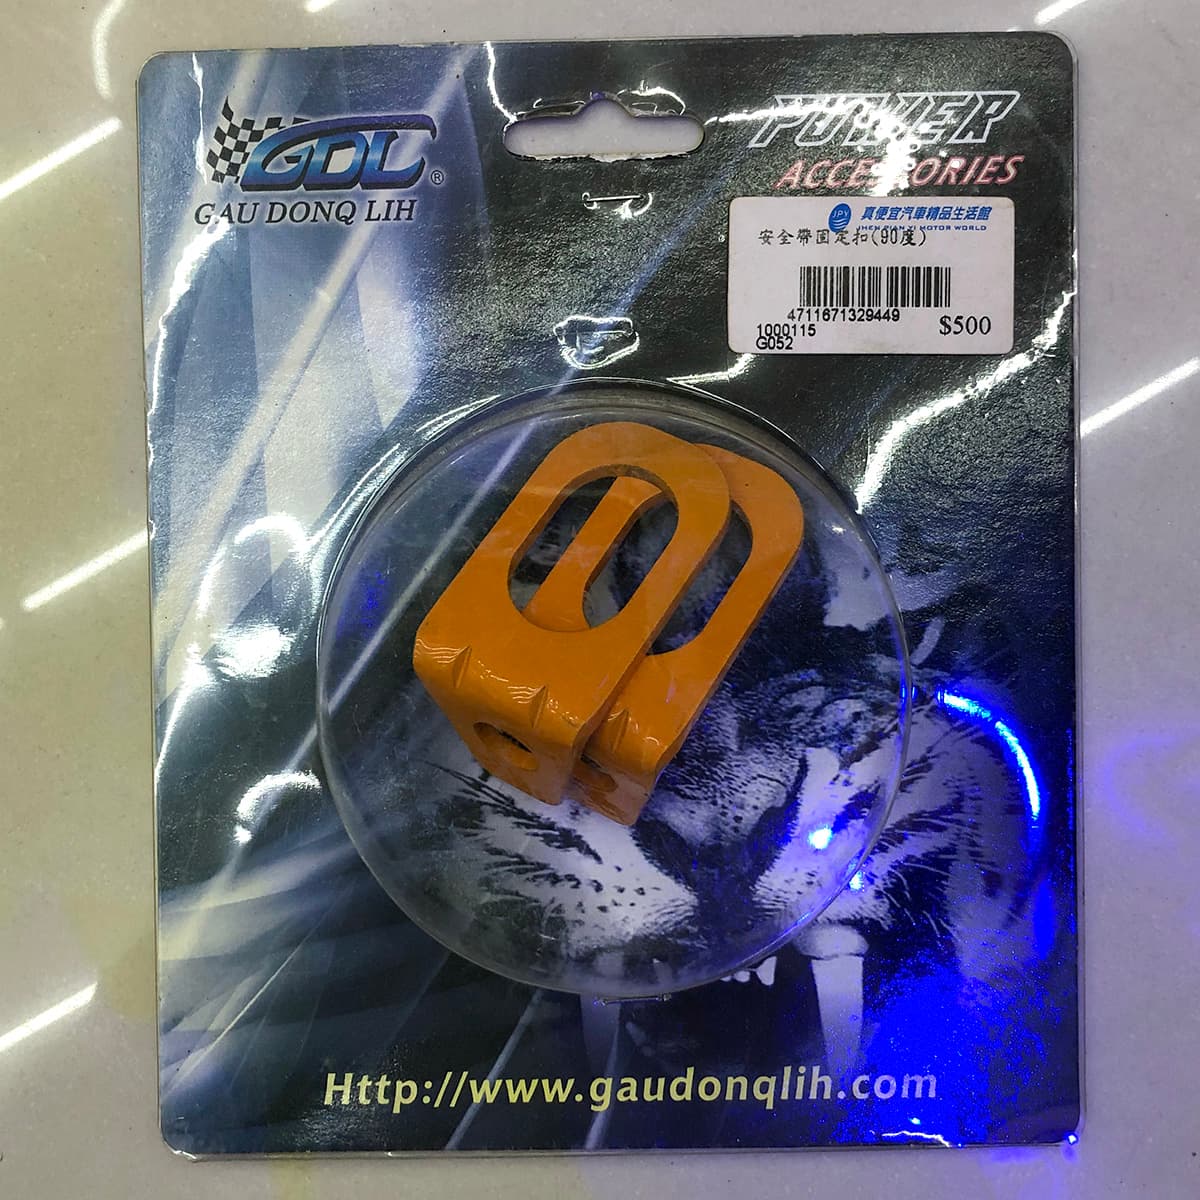 GDL®
GAU DONQ LIH
POWER
ACCESSORIES
JPY 真便宜汽車精品生活館
JHEN PIAN YI MOTOR WORLD
安全帶固定扣(90度)
4711671329449
1000115
$500
G052
Http://www.gaudonqlih.com